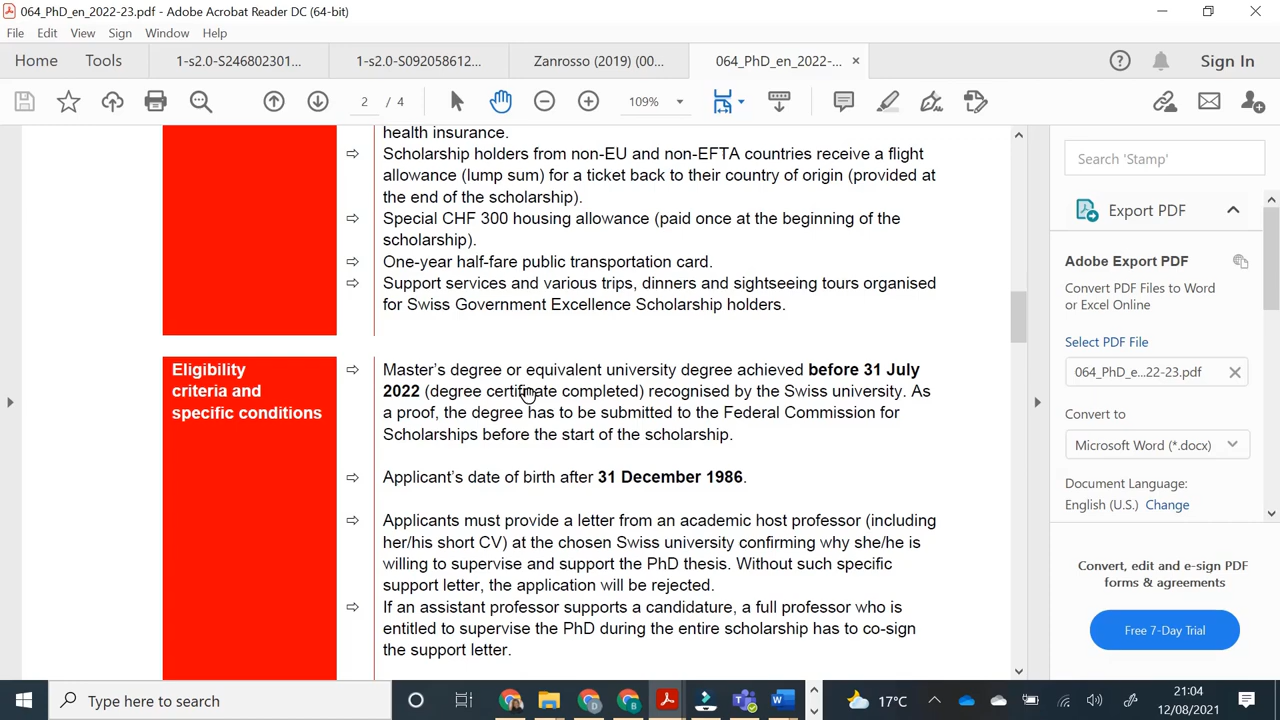 064_PhD_en_2022-23.pdf - Adobe Acrobat Reader DC (64-bit)
File Edit View Sign Window Help
Home Tools 1-s2.0-S246802301... 1-s2.0-S092058612... Zanrosso (2019) (00... 064_PhD_en_2022-... × Sign In
2 / 4 109%
health insurance.
⇨ Scholarship holders from non-EU and non-EFTA countries receive a flight
allowance (lump sum) for a ticket back to their country of origin (provided at
the end of the scholarship).
⇨ Special CHF 300 housing allowance (paid once at the beginning of the
scholarship).
⇨ One-year half-fare public transportation card.
⇨ Support services and various trips, dinners and sightseeing tours organised
for Swiss Government Excellence Scholarship holders.
Eligibility
criteria and
specific conditions
⇨ Master's degree or equivalent university degree achieved before 31 July
2022 (degree certificate completed) recognised by the Swiss university. As
a proof, the degree has to be submitted to the Federal Commission for
Scholarships before the start of the scholarship.
⇨ Applicant's date of birth after 31 December 1986.
⇨ Applicants must provide a letter from an academic host professor (including
her/his short CV) at the chosen Swiss university confirming why she/he is
willing to supervise and support the PhD thesis. Without such specific
support letter, the application will be rejected.
⇨ If an assistant professor supports a candidature, a full professor who is
entitled to supervise the PhD during the entire scholarship has to co-sign
the support letter.
Search 'Stamp'
Export PDF
Adobe Export PDF
Convert PDF Files to Word
or Excel Online
Select PDF File
064_PhD_e...22-23.pdf
Convert to
Microsoft Word (*.docx)
Document Language:
English (U.S.) Change
Convert, edit and e-sign PDF
forms & agreements
Free 7-Day Trial
Type here to search
17°C
21:04
12/08/2021